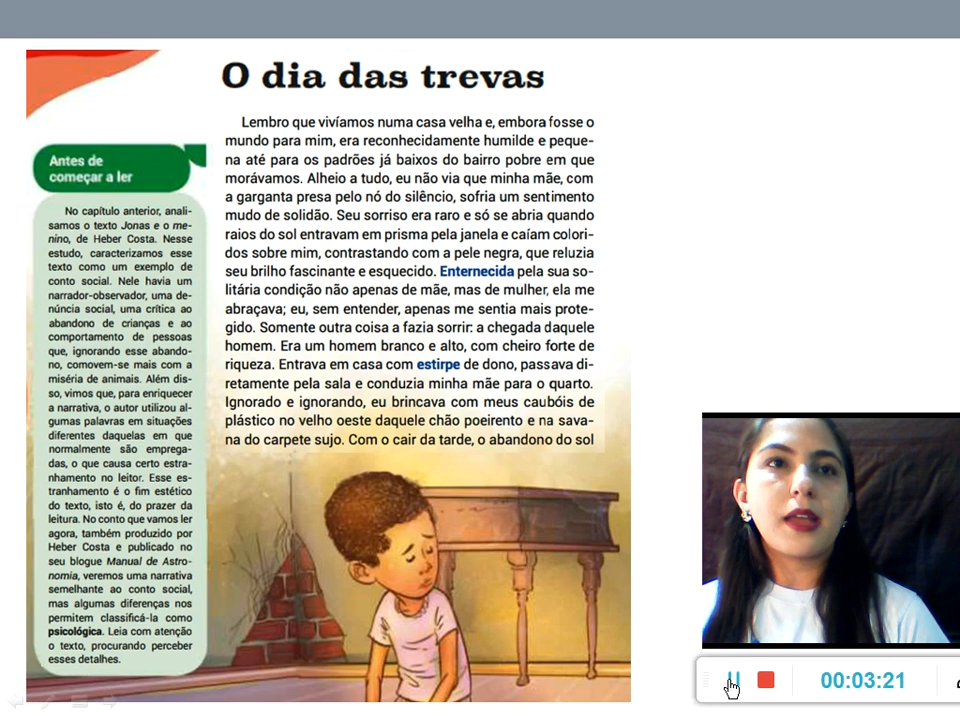 O dia das trevas
Lembro que vivíamos numa casa velha e, embora fosse o
mundo para mim, era reconhecidamente humilde e peque-
na até para os padrões já baixos do bairro pobre em que
morávamos. Alheio a tudo, eu não via que minha mãe, com
a garganta presa pelo nó do silêncio, sofria um sentimento
mudo de solidão. Seu sorriso era raro e só se abria quando
raios do sol entravam em prisma pela janela e caíam colori-
dos sobre mim, contrastando com a pele negra, que reluzia
seu brilho fascinante e esquecido. Enternecida pela sua so-
litária condição não apenas de mãe, mas de mulher, ela me
abraçava; eu, sem entender, apenas me sentia mais prote-
gido. Somente outra coisa a fazia sorrir: a chegada daquele
homem. Era um homem branco e alto, com cheiro forte de
riqueza. Entrava em casa com estirpe de dono, passava di-
retamente pela sala e conduzia minha mãe para o quarto.
Ignorado e ignorando, eu brincava com meus caubóis de
plástico no velho oeste daquele chão poeirento e na sava-
na do carpete sujo. Com o cair da tarde, o abandono do sol
Antes de
começar a ler
No capítulo anterior, anali-
samos o texto Jonas e o me-
nino, de Heber Costa. Nesse
estudo, caracterizamos esse
texto como um exemplo de
conto social. Nele havia um
narrador-observador, uma de-
núncia social, uma crítica ao
abandono de crianças e ao
comportamento de pessoas
que, ignorando esse abando-
no, comovem-se mais com a
miséria de animais. Além dis-
so, vimos que, para enriquecer
a narrativa, o autor utilizou al-
gumas palavras em situações
diferentes daquelas em que
normalmente são emprega-
das, o que causa certo estra-
nhamento no leitor. Esse es-
tranhamento é o fim estético
do texto, isto é, do prazer da
leitura. No conto que vamos ler
agora, também produzido por
Heber Costa e publicado no
seu blogue Manual de Astro-
nomia, veremos uma narrativa
semelhante ao conto social,
mas algumas diferenças nos
permitem classificá-la como
psicológica. Leia com atenção
o texto, procurando perceber
esses detalhes.
00:03:21